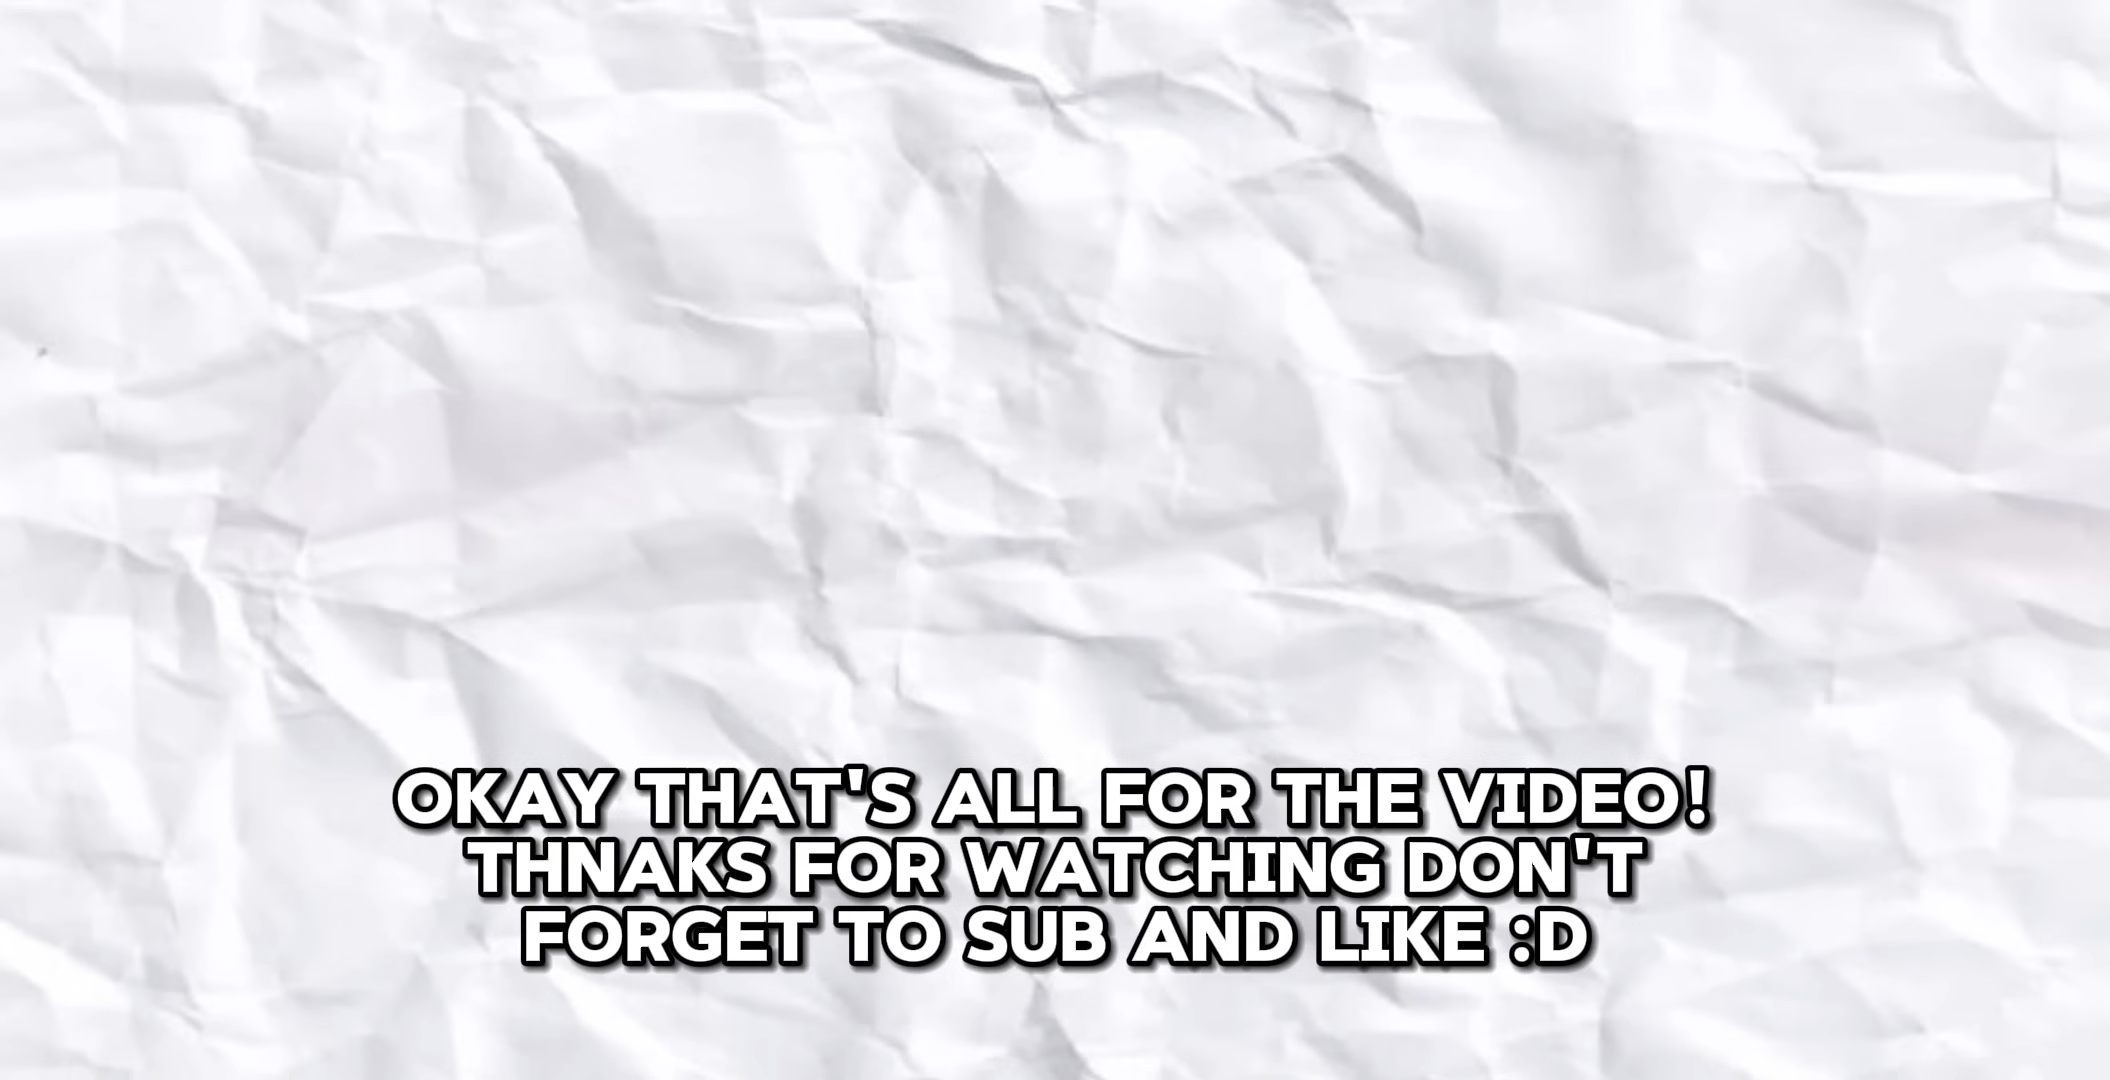 OKAY THAT'S ALL FOR THE VIDEO!
THNAKS FOR WATCHING DON'T
FORGET TO SUB AND LIKE :D